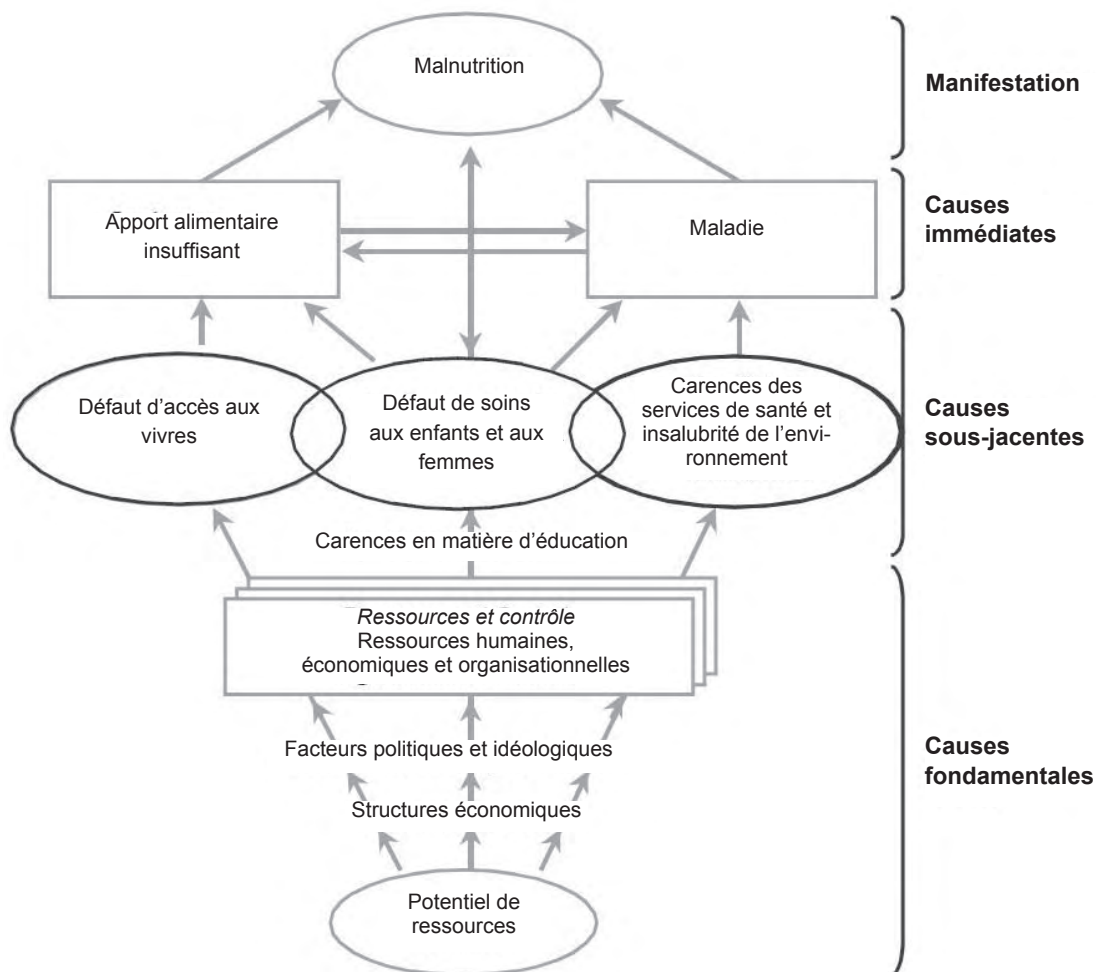 Malnutrition
Manifestation
Apport alimentaire
insuffisant
Maladie
Causes
immédiates
Défaut d'accès aux
vivres
Défaut de soins
aux enfants et aux
femmes
Carences des
services de santé et
insalubrité de l'envi-
ronnement
Causes
sous-jacentes
Carences en matière d'éducation
Ressources et contrôle
Ressources humaines,
économiques et organisationnelles
Facteurs politiques et idéologiques
Structures économiques
Causes
fondamentales
Potentiel de
ressources